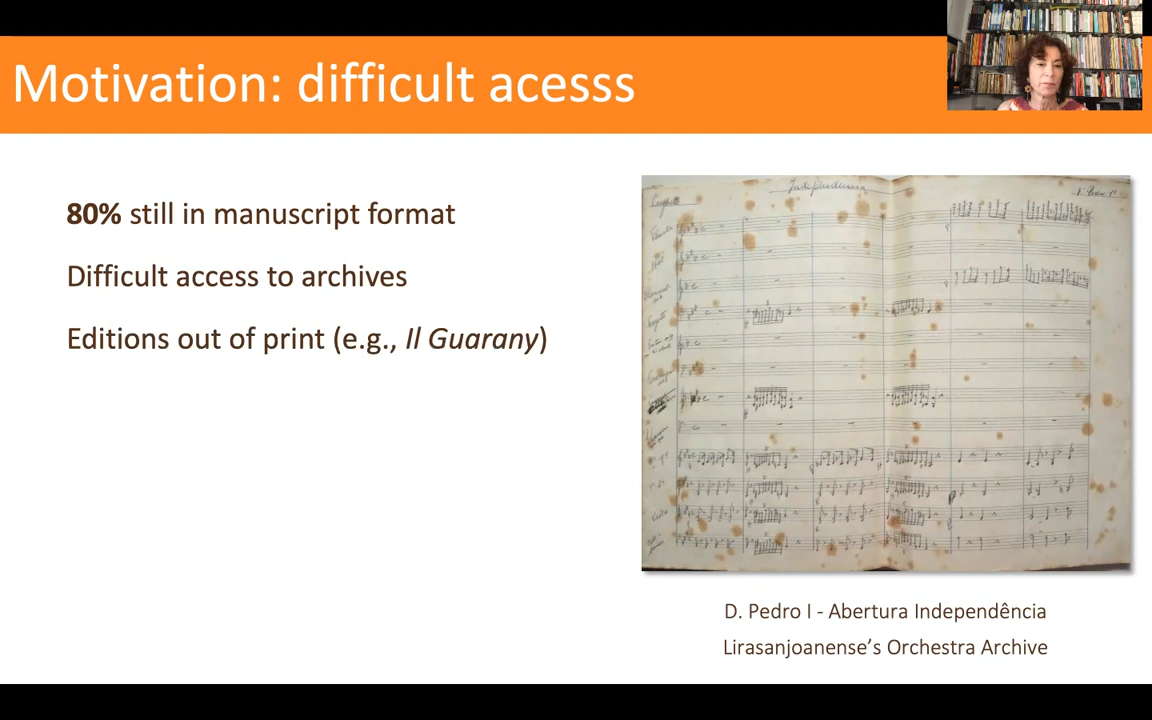 Motivation: difficult acesss
80% still in manuscript format
Difficult access to archives
Editions out of print (e.g., Il Guarany)
Independencia
D. Pedro I - Abertura Independência
Lirasanjoanense's Orchestra Archive